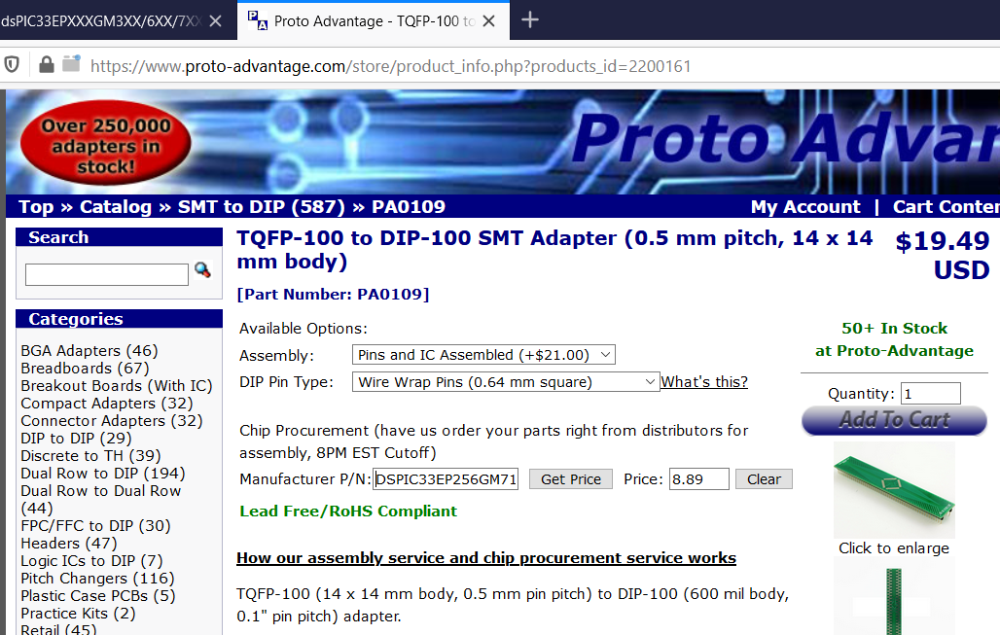 dsPIC33EPXXXGM3XX/6XX/7XX
Proto Advantage - TQFP-100 to
https://www.proto-advantage.com/store/product_info.php?products_id=2200161
Over 250,000
adapters in
stock!
Proto Advan
Top » Catalog » SMT to DIP (587) » PA0109
My Account | Cart Conten
Search
TQFP-100 to DIP-100 SMT Adapter (0.5 mm pitch, 14 x 14
mm body)
$19.49
USD
[Part Number: PA0109]
Categories
BGA Adapters (46)
Breadboards (67)
Breakout Boards (With IC)
Compact Adapters (32)
Connector Adapters (32)
DIP to DIP (29)
Discrete to TH (39)
Dual Row to DIP (194)
Dual Row to Dual Row
(44)
FPC/FFC to DIP (30)
Headers (47)
Logic ICs to DIP (7)
Pitch Changers (116)
Plastic Case PCBs (5)
Practice Kits (2)
Retail (45)
Available Options:
Assembly: Pins and IC Assembled (+$21.00)
DIP Pin Type: Wire Wrap Pins (0.64 mm square) What's this?
Chip Procurement (have us order your parts right from distributors for
assembly, 8PM EST Cutoff)
Manufacturer P/N: DSPIC33EP256GM71 Get Price Price: 8.89 Clear
Lead Free/RoHS Compliant
How our assembly service and chip procurement service works
TQFP-100 (14 x 14 mm body, 0.5 mm pin pitch) to DIP-100 (600 mil body,
0.1" pin pitch) adapter.
50+ In Stock
at Proto-Advantage
Quantity: 1
Add To Cart
Click to enlarge